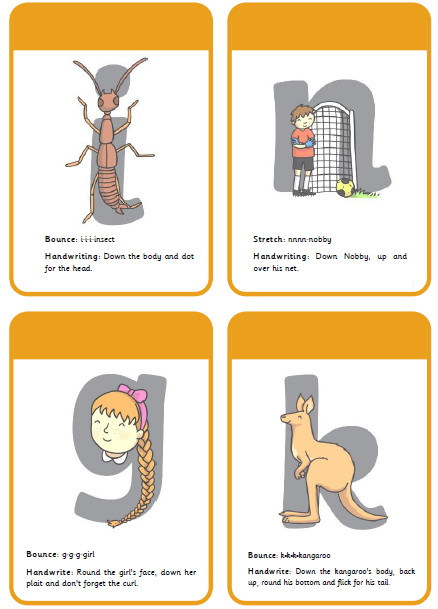 Bounce: i-i-i-insect
Handwriting: Down the body and dot
for the head.
Stretch: nnnn-nobby
Handwriting: Down Nobby, up and
over his net.
Bounce: g-g-g-girl
Handwrite: Round the girl's face, down her
plait and don't forget the curl.
Bounce: k-k-k-kangaroo
Handwrite: Down the kangaroo's body, back
up, round his bottom and flick for his tail.